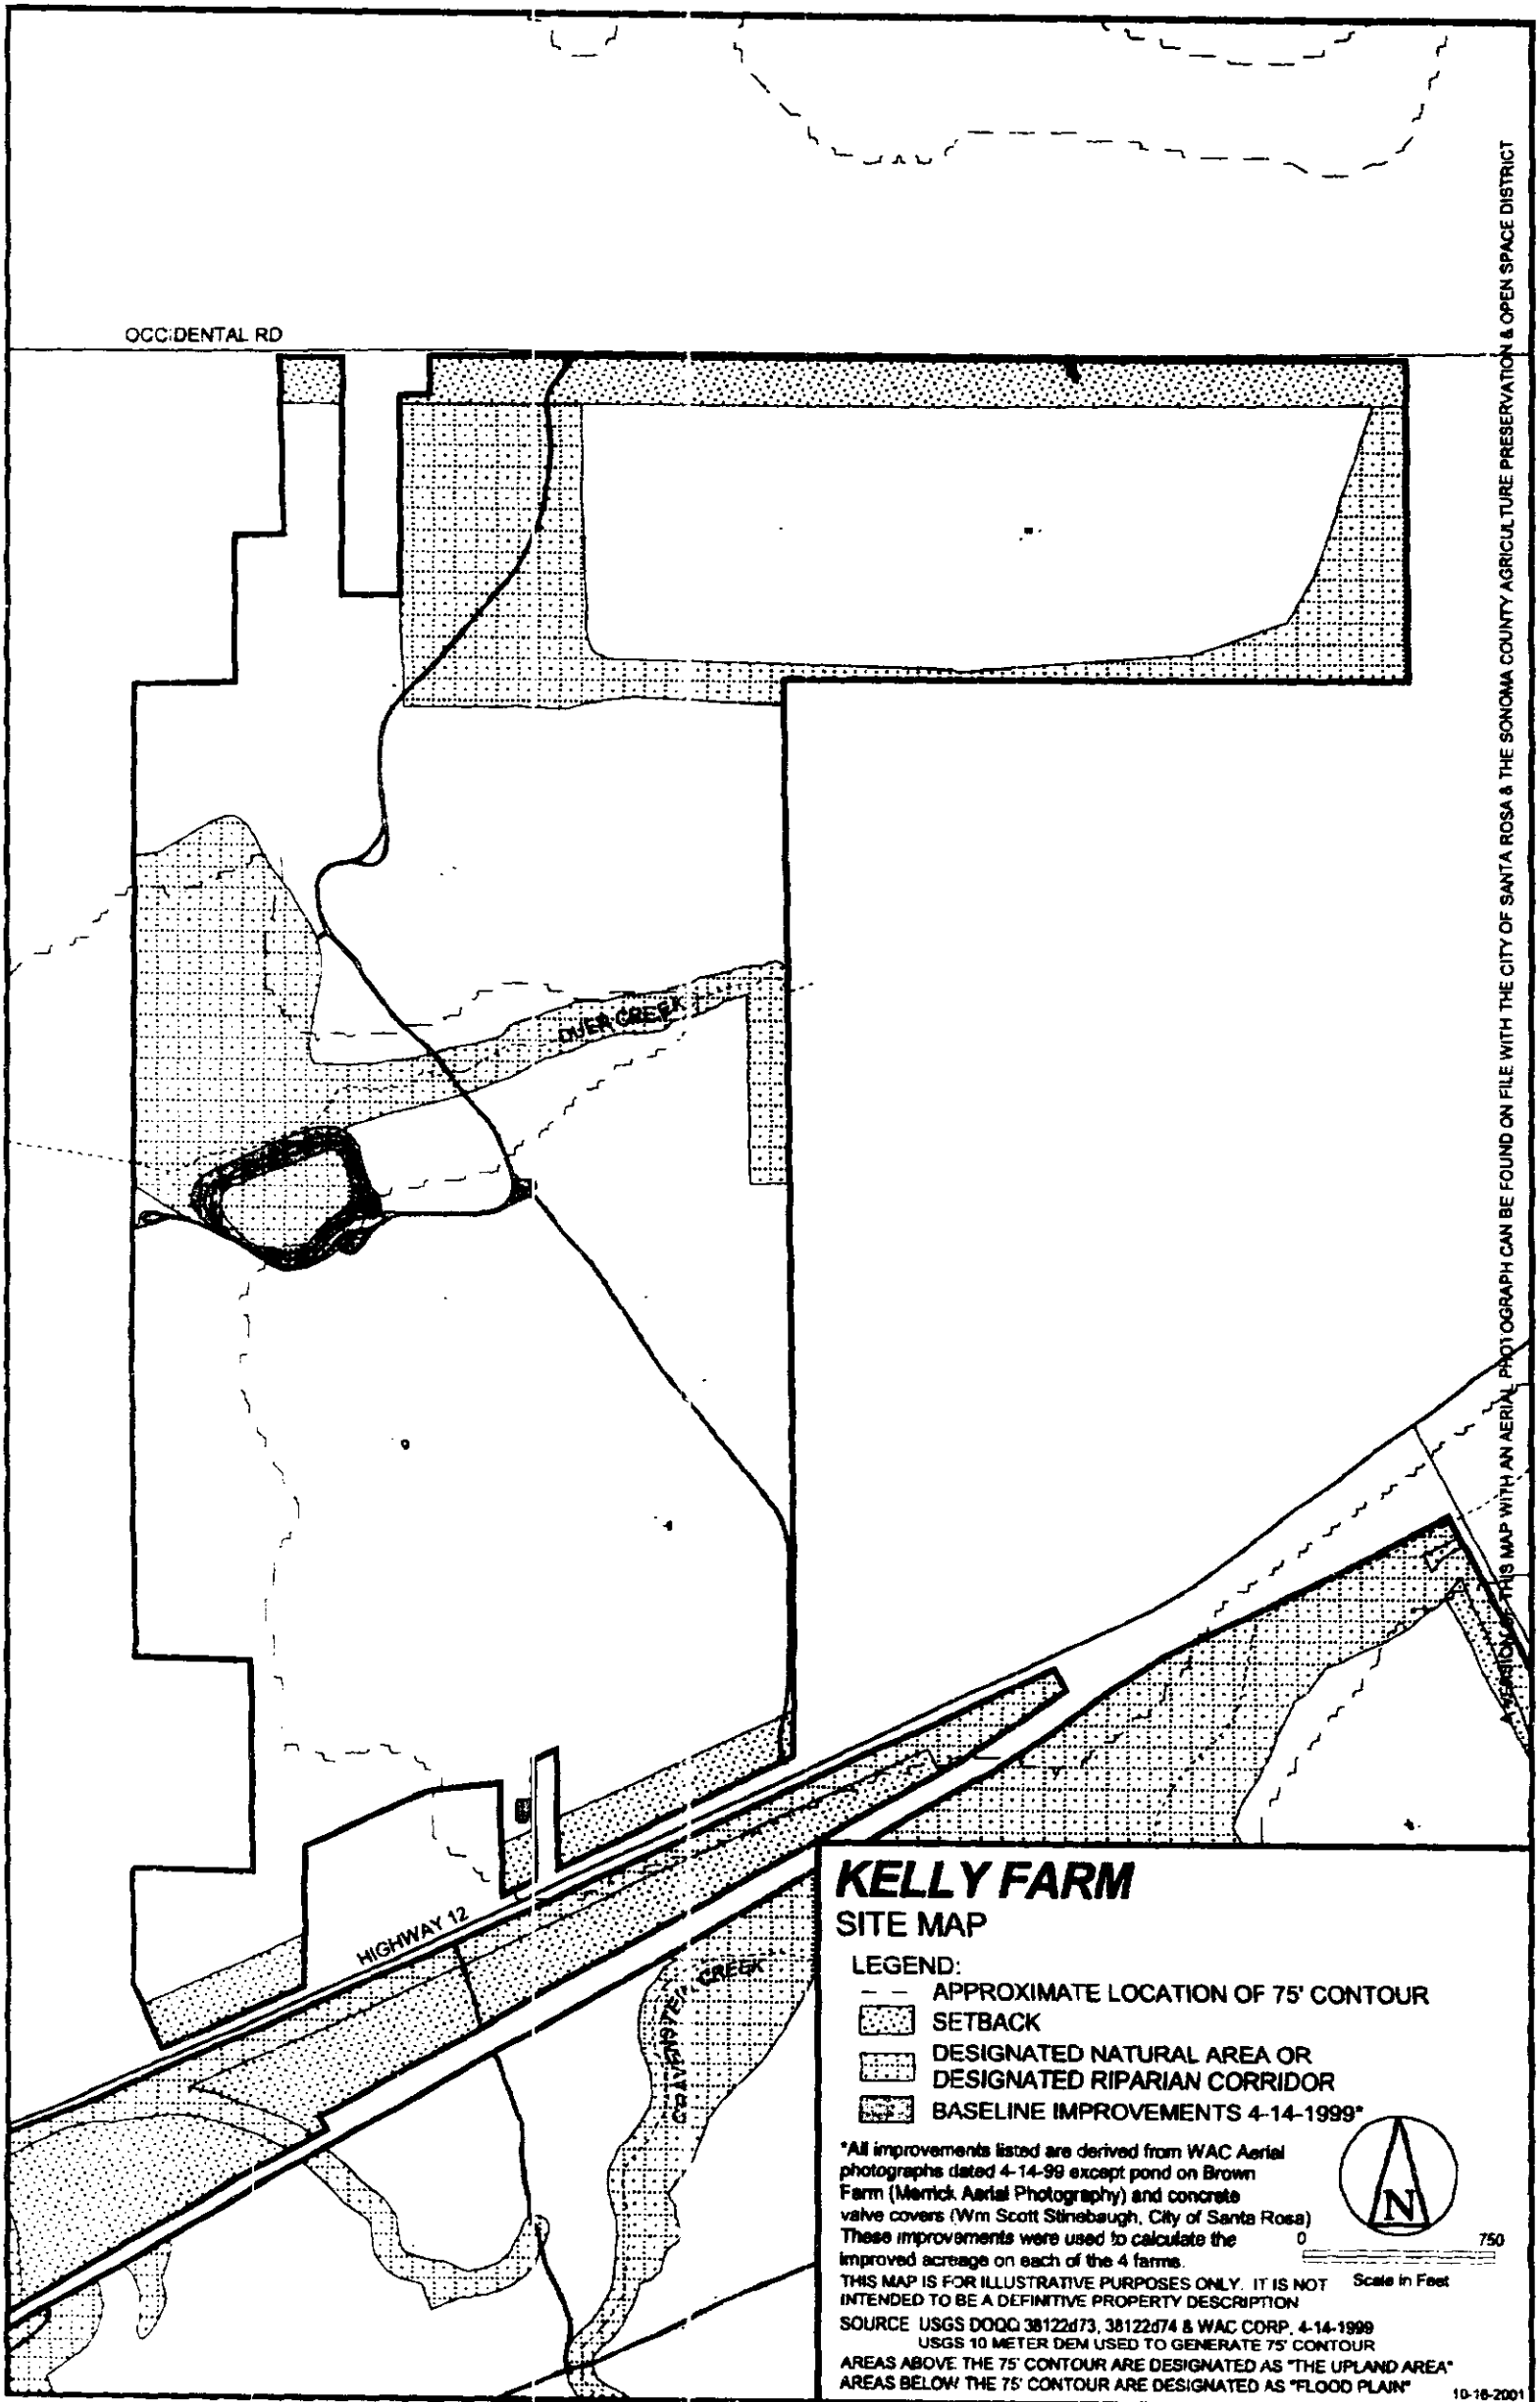 OCCIDENTAL RD
DUER CREEK
HIGHWAY 12
GRAVENSTEIN CREEK
A VERSION OF THIS MAP WITH AN AERIAL PHOTOGRAPH CAN BE FOUND ON FILE WITH THE CITY OF SANTA ROSA & THE SONOMA COUNTY AGRICULTURE PRESERVATION & OPEN SPACE DISTRICT
KELLY FARM
SITE MAP
LEGEND:
APPROXIMATE LOCATION OF 75' CONTOUR
SETBACK
DESIGNATED NATURAL AREA OR
DESIGNATED RIPARIAN CORRIDOR
BASELINE IMPROVEMENTS 4-14-1999*
*All improvements listed are derived from WAC Aerial
photographs dated 4-14-99 except pond on Brown
Farm (Merrick Aerial Photography) and concrete
valve covers (Wm Scott Stinebaugh, City of Santa Rosa)
These improvements were used to calculate the
improved acreage on each of the 4 farms.
N
0 750
Scale in Feet
THIS MAP IS FOR ILLUSTRATIVE PURPOSES ONLY. IT IS NOT
INTENDED TO BE A DEFINITIVE PROPERTY DESCRIPTION
SOURCE USGS DOQQ 38122d73, 38122d74 & WAC CORP. 4-14-1999
USGS 10 METER DEM USED TO GENERATE 75' CONTOUR
AREAS ABOVE THE 75' CONTOUR ARE DESIGNATED AS "THE UPLAND AREA"
AREAS BELOW THE 75' CONTOUR ARE DESIGNATED AS "FLOOD PLAIN"
10-16-2001